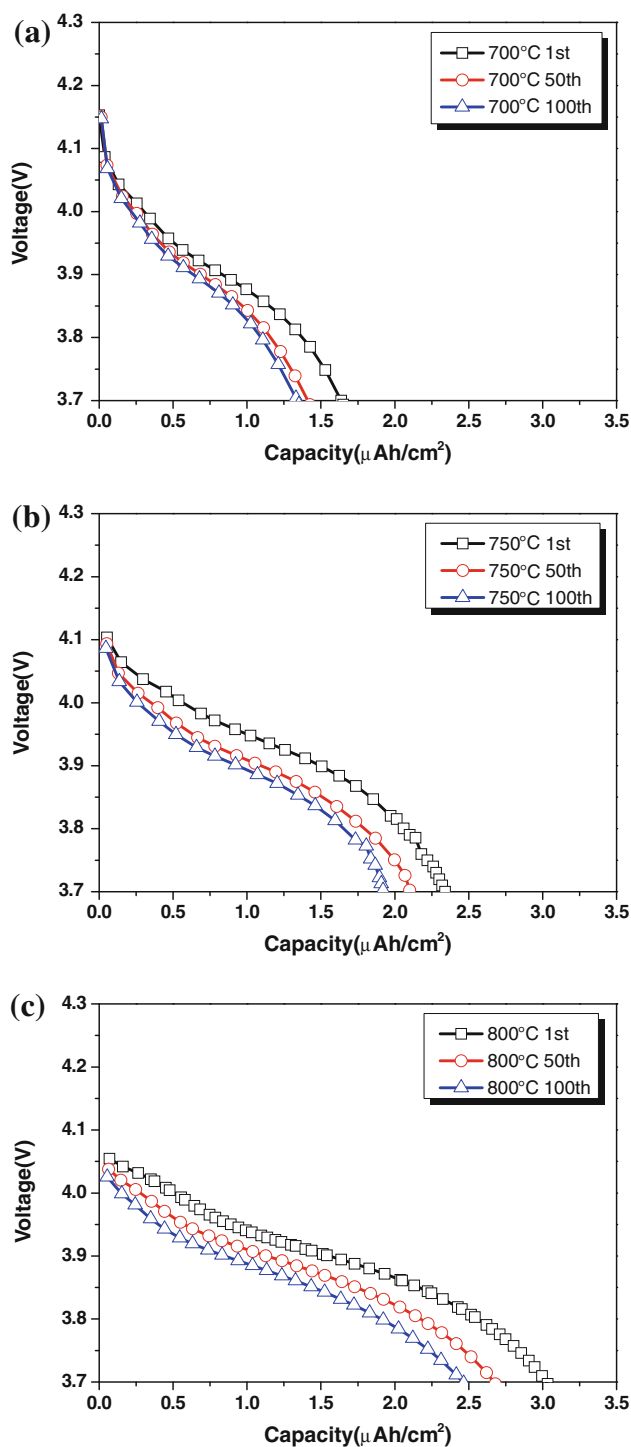 (a)
4.3
4.2
4.1
4.0
3.9
3.8
3.7
Voltage(V)
700°C 1st
700°C 50th
700°C 100th
0.0 0.5 1.0 1.5 2.0 2.5 3.0 3.5
Capacity(μAh/cm²)
(b)
4.3
4.2
4.1
4.0
3.9
3.8
3.7
Voltage(V)
750°C 1st
750°C 50th
750°C 100th
0.0 0.5 1.0 1.5 2.0 2.5 3.0 3.5
Capacity(μAh/cm²)
(c)
4.3
4.2
4.1
4.0
3.9
3.8
3.7
Voltage(V)
800°C 1st
800°C 50th
800°C 100th
0.0 0.5 1.0 1.5 2.0 2.5 3.0 3.5
Capacity(μAh/cm²)